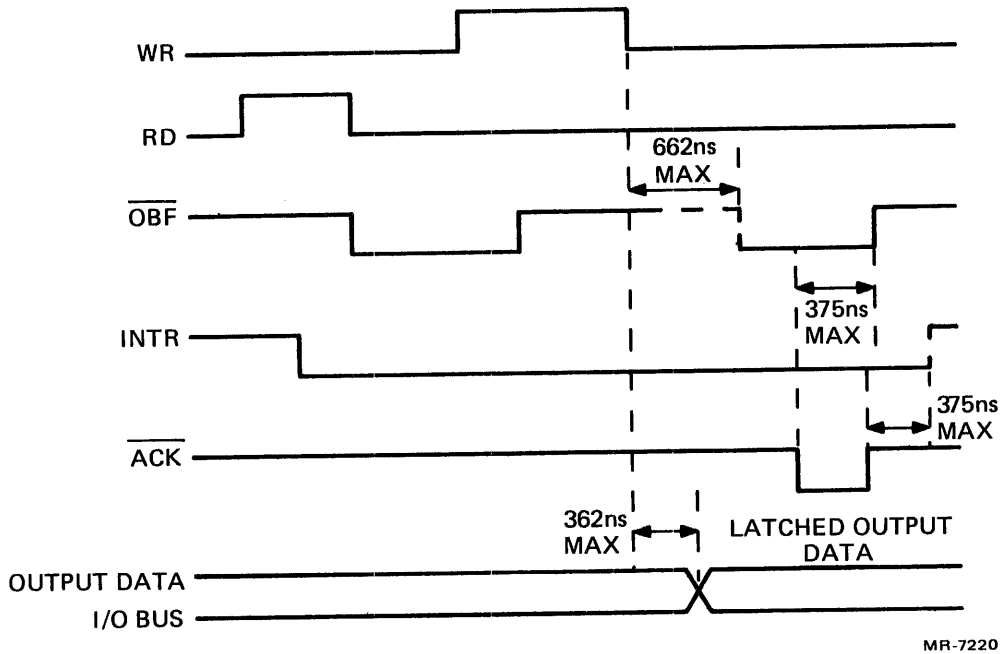 WR
RD
662ns
MAX
OBF
375ns
MAX
INTR
375ns
MAX
ACK
362ns
MAX
LATCHED OUTPUT
DATA
OUTPUT DATA
I/O BUS
MR-7220